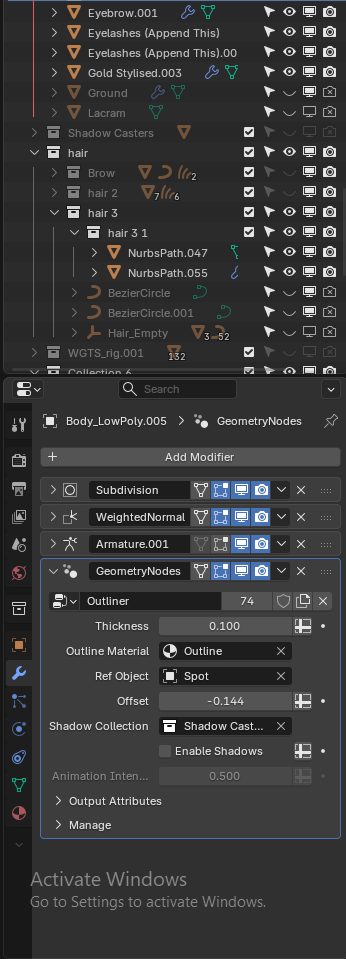 Eyebrow.001
Eyelashes (Append This)
Eyelashes (Append This).00
Gold Stylised.003
Ground
Lacram
Shadow Casters
hair
Brow 2
hair 2 7 6
hair 3
hair 3 1
NurbsPath.047
NurbsPath.055
BezierCircle
BezierCircle.001
Hair_Empty 3 52
WGTS_rig.001 132
Collection 6
Search
Body_LowPoly.005 GeometryNodes
Add Modifier
Subdivision
WeightedNormal
Armature.001
GeometryNodes
Outliner 74
Thickness 0.100
Outline Material Outline
Ref Object Spot
Offset -0.144
Shadow Collection Shadow Cast...
Enable Shadows
Animation Inten... 0.500
Output Attributes
Manage
Activate Windows
Go to Settings to activate Windows.